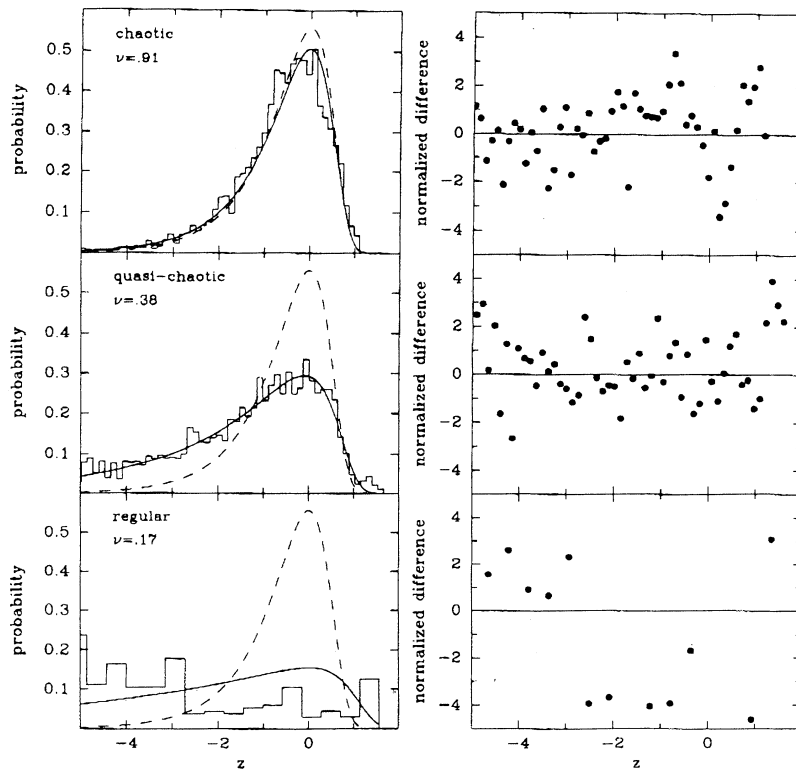 chaotic
ν=.91
probability
0.5
0.4
0.3
0.2
0.1
normalized difference
4
2
0
−2
−4
quasi−chaotic
ν=.38
probability
0.5
0.4
0.3
0.2
0.1
normalized difference
4
2
0
−2
−4
regular
ν=.17
probability
0.5
0.4
0.3
0.2
0.1
normalized difference
4
2
0
−2
−4
−4 −2 0
z
−4 −2 0
z